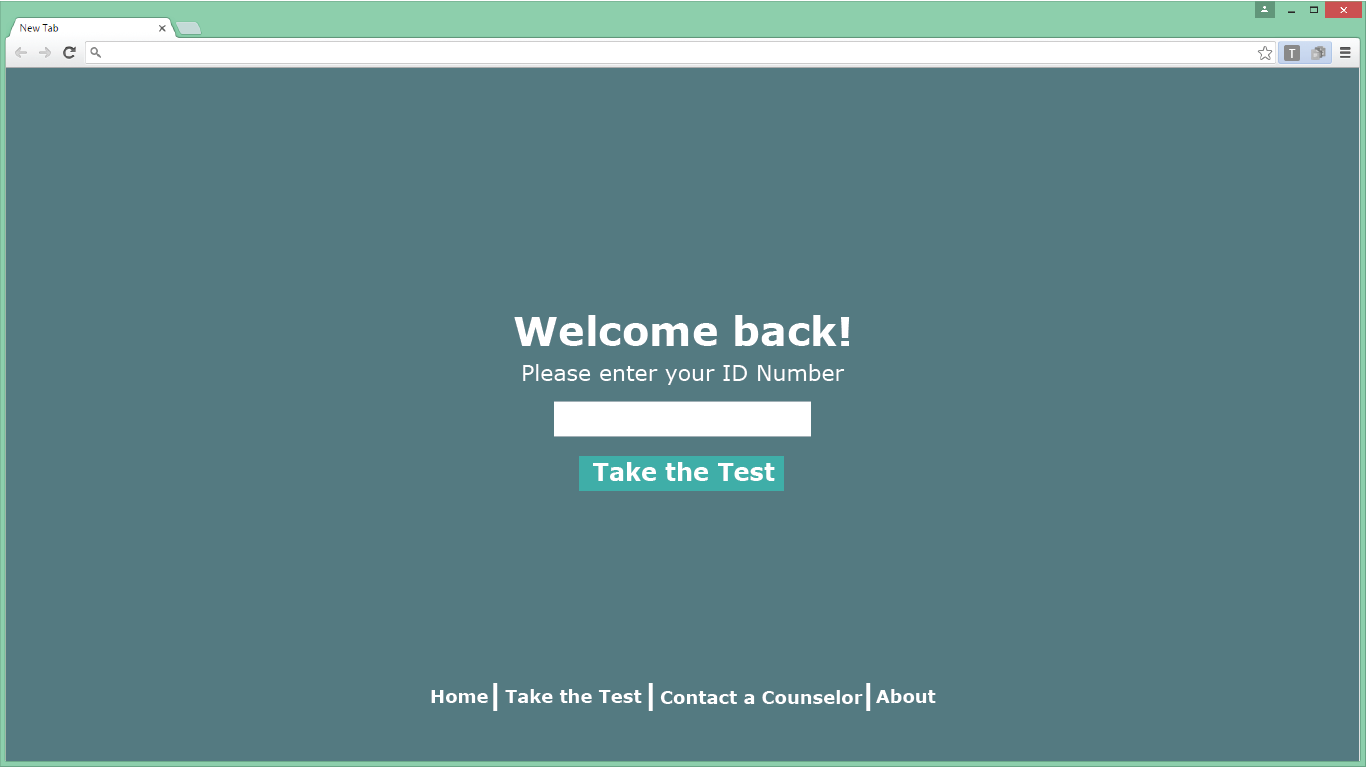 New Tab
T
Welcome back!
Please enter your ID Number
Take the Test
Home | Take the Test | Contact a Counselor | About